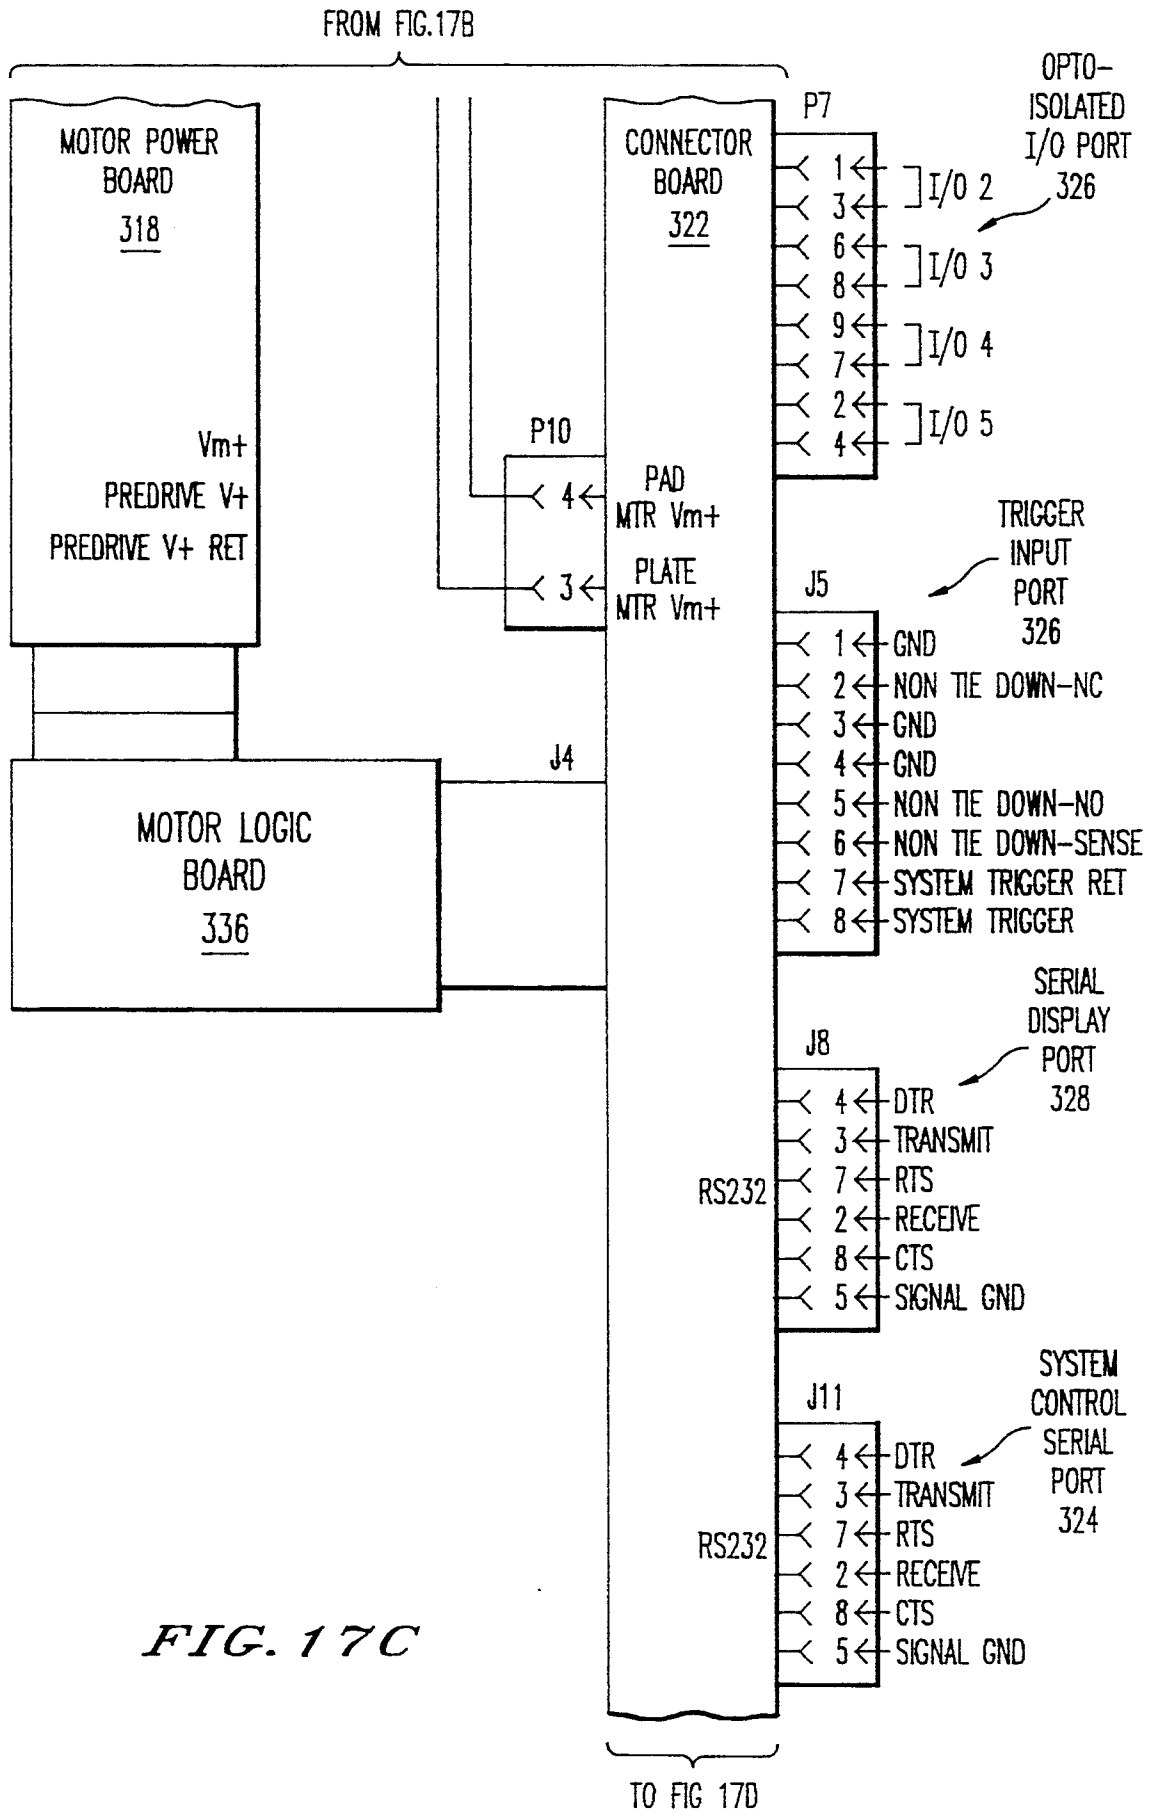 FROM FIG.17B
MOTOR POWER
BOARD
318
Vm+
PREDRIVE V+
PREDRIVE V+ RET
MOTOR LOGIC
BOARD
336
J4
P10
4
3
CONNECTOR
BOARD
322
PAD
MTR Vm+
PLATE
MTR Vm+
RS232
RS232
P7
1
3
I/O 2
6
8
I/O 3
9
7
I/O 4
2
4
I/O 5
OPTO-
ISOLATED
I/O PORT
326
J5
1 GND
2 NON TIE DOWN-NC
3 GND
4 GND
5 NON TIE DOWN-NO
6 NON TIE DOWN-SENSE
7 SYSTEM TRIGGER RET
8 SYSTEM TRIGGER
TRIGGER
INPUT
PORT
326
J8
4 DTR
3 TRANSMIT
7 RTS
2 RECEIVE
8 CTS
5 SIGNAL GND
SERIAL
DISPLAY
PORT
328
J11
4 DTR
3 TRANSMIT
7 RTS
2 RECEIVE
8 CTS
5 SIGNAL GND
SYSTEM
CONTROL
SERIAL
PORT
324
FIG. 17C
TO FIG 17D